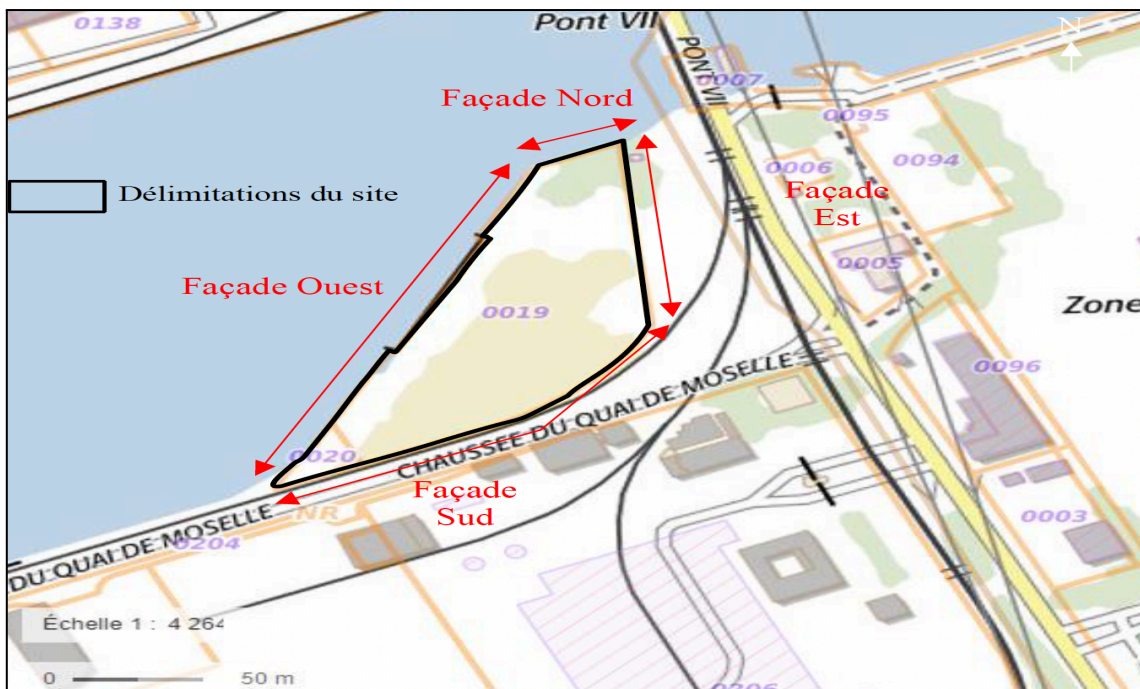 0138
Pont VII
N
PONT VII
0007
Façade Nord
0095
0094
0006
Délimitations du site
Façade
Est
0005
Façade Ouest
0019
Zone
0096
CHAUSSEE DU QUAI DE MOSELLE
0020
Façade
Sud
NR
0204
DU QUAI DE MOSELLE
0003
Échelle 1 : 4 264
0 50 m
0206